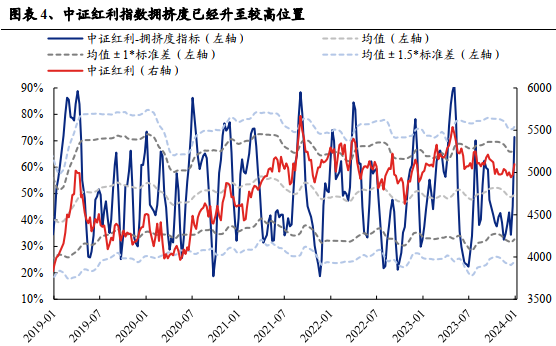 图表 4、中证红利指数拥挤度已经升至较高位置
中证红利-拥挤度指标（左轴） 均值（左轴）
均值±1*标准差（左轴） 均值±1.5*标准差（左轴）
中证红利（右轴）
90% 6000
80% 5500
70%
60% 5000
50%
40% 4500
30% 4000
20%
10% 3500
2019-01 2019-07 2020-01 2020-07 2021-01 2021-07 2022-01 2022-07 2023-01 2023-07 2024-01